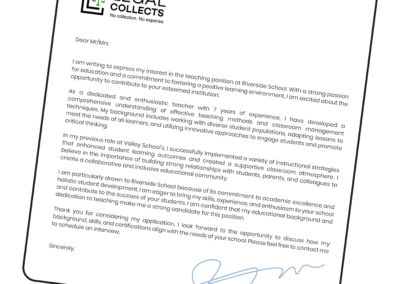 LEGAL
COLLECTS
No collection. No expense.
Dear Mr/Mrs
I am writing to express my interest in the teaching position at Riverside School. With a strong passion
for education and a commitment to fostering a positive learning environment, I am excited about the
opportunity to contribute to your esteemed institution.
As a dedicated and enthusiastic teacher with 7 years of experience, I have developed a
comprehensive understanding of effective teaching methods and classroom management
techniques. My background includes working with diverse student populations, adapting lessons to
meet the needs of all learners, and utilizing innovative approaches to engage students and promote
critical thinking.
In my previous role at Valley School's, I successfully implemented a variety of instructional strategies
that enhanced student learning outcomes and created a supportive classroom atmosphere. I
believe in the importance of building strong relationships with students, parents, and colleagues to
create a collaborative and inclusive educational community.
I am particularly drawn to Riverside School because of its commitment to academic excellence and
holistic student development. I am eager to bring my skills, experience, and enthusiasm to your school
and contribute to the success of your students. I am confident that my educational background and
dedication to teaching make me a strong candidate for this position.
Thank you for considering my application. I look forward to the opportunity to discuss how my
background, skills, and certifications align with the needs of your school. Please feel free to contact me
to schedule an interview.
Sincerely,